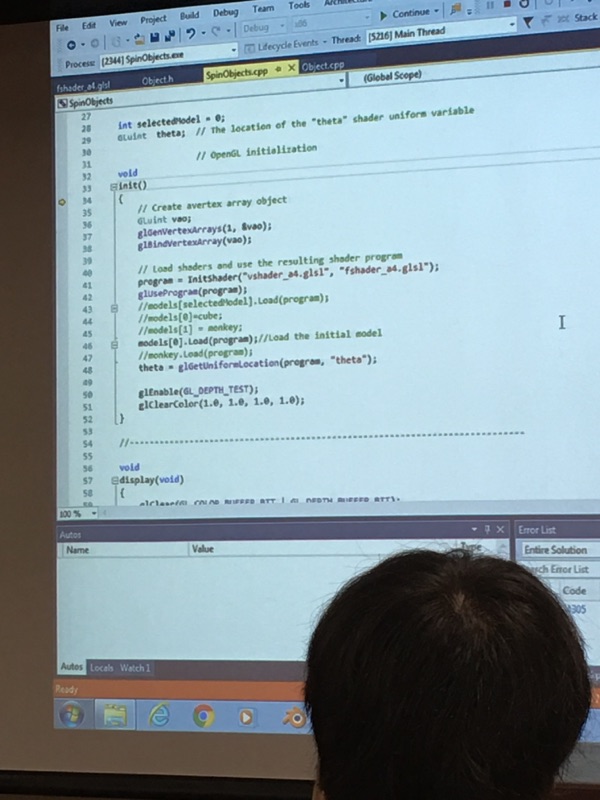 File Edit View Project Build Debug Team Tools
Debug x86 Continue
Process: [2344] SpinObjects.exe Lifecycle Events Thread: [5216] Main Thread Stack
fshader_a4.glsl Object.h SpinObjects.cpp Object.cpp
SpinObjects (Global Scope)
27
28 int selectedModel = 0;
29 GLuint theta; // The location of the "theta" shader uniform variable
30
31 // OpenGL initialization
32 void
33 init()
34 {
35 // Create avertex array object
36 GLuint vao;
37 glGenVertexArrays(1, &vao);
38 glBindVertexArray(vao);
39
40 // Load shaders and use the resulting shader program
41 program = InitShader("vshader_a4.glsl", "fshader_a4.glsl");
42 glUseProgram(program);
43 //models[selectedModel].Load(program);
44 //models[0]=cube;
45 //models[1] = monkey;
46 models[0].Load(program);//Load the initial model
47 //monkey.Load(program);
48 theta = glGetUniformLocation(program, "theta");
49
50 glEnable(GL_DEPTH_TEST);
51 glClearColor(1.0, 1.0, 1.0, 1.0);
52 }
53
54 //--------------------------------------------------------------------
55
56 void
57 display(void)
58 {
glClear(GL_COLOR_BUFFER_BIT | GL_DEPTH_BUFFER_BIT);
100 %
Autos Error List
Name Value Type Entire Solution
Error List
Code
Autos Locals Watch 1
Ready